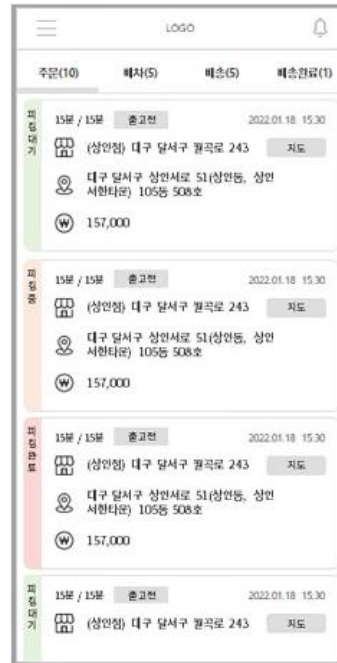 LOGO
주문(10) 배차(5) 배송(5) 배송완료(1)
피킹대기
15분 / 15분 출고전 2022.01.18 15:30
(상인점) 대구 달서구 월곡로 243 지도
대구 달서구 상인서로 51(상인동, 상인
서한타운) 105동 508호
₩ 157,000
피킹중
15분 / 15분 출고전 2022.01.18 15:30
(상인점) 대구 달서구 월곡로 243 지도
대구 달서구 상인서로 51(상인동, 상인
서한타운) 105동 508호
₩ 157,000
피킹완료
15분 / 15분 출고전 2022.01.18 15:30
(상인점) 대구 달서구 월곡로 243 지도
대구 달서구 상인서로 51(상인동, 상인
서한타운) 105동 508호
₩ 157,000
피킹대기
15분 / 15분 출고전 2022.01.18 15:30
(상인점) 대구 달서구 월곡로 243 지도